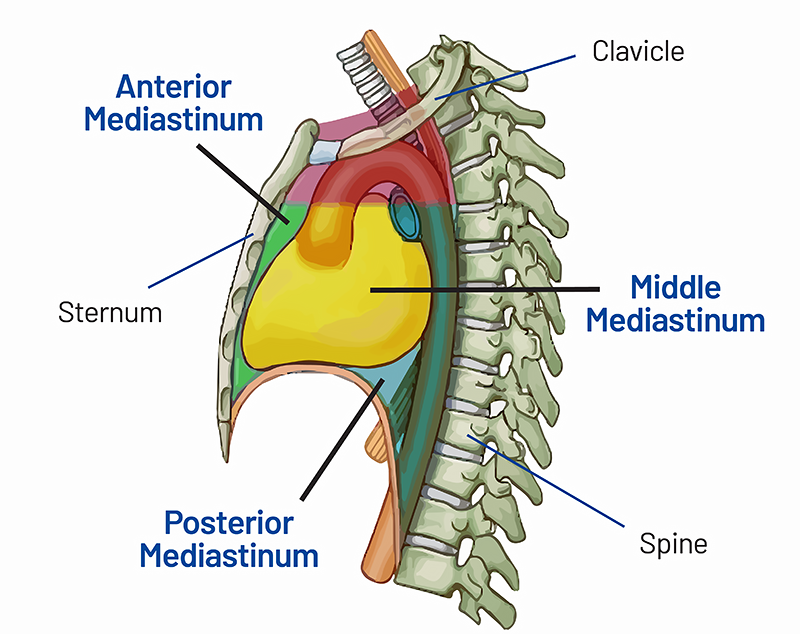 Clavicle
Anterior
Mediastinum
Middle
Mediastinum
Sternum
Posterior
Mediastinum
Spine